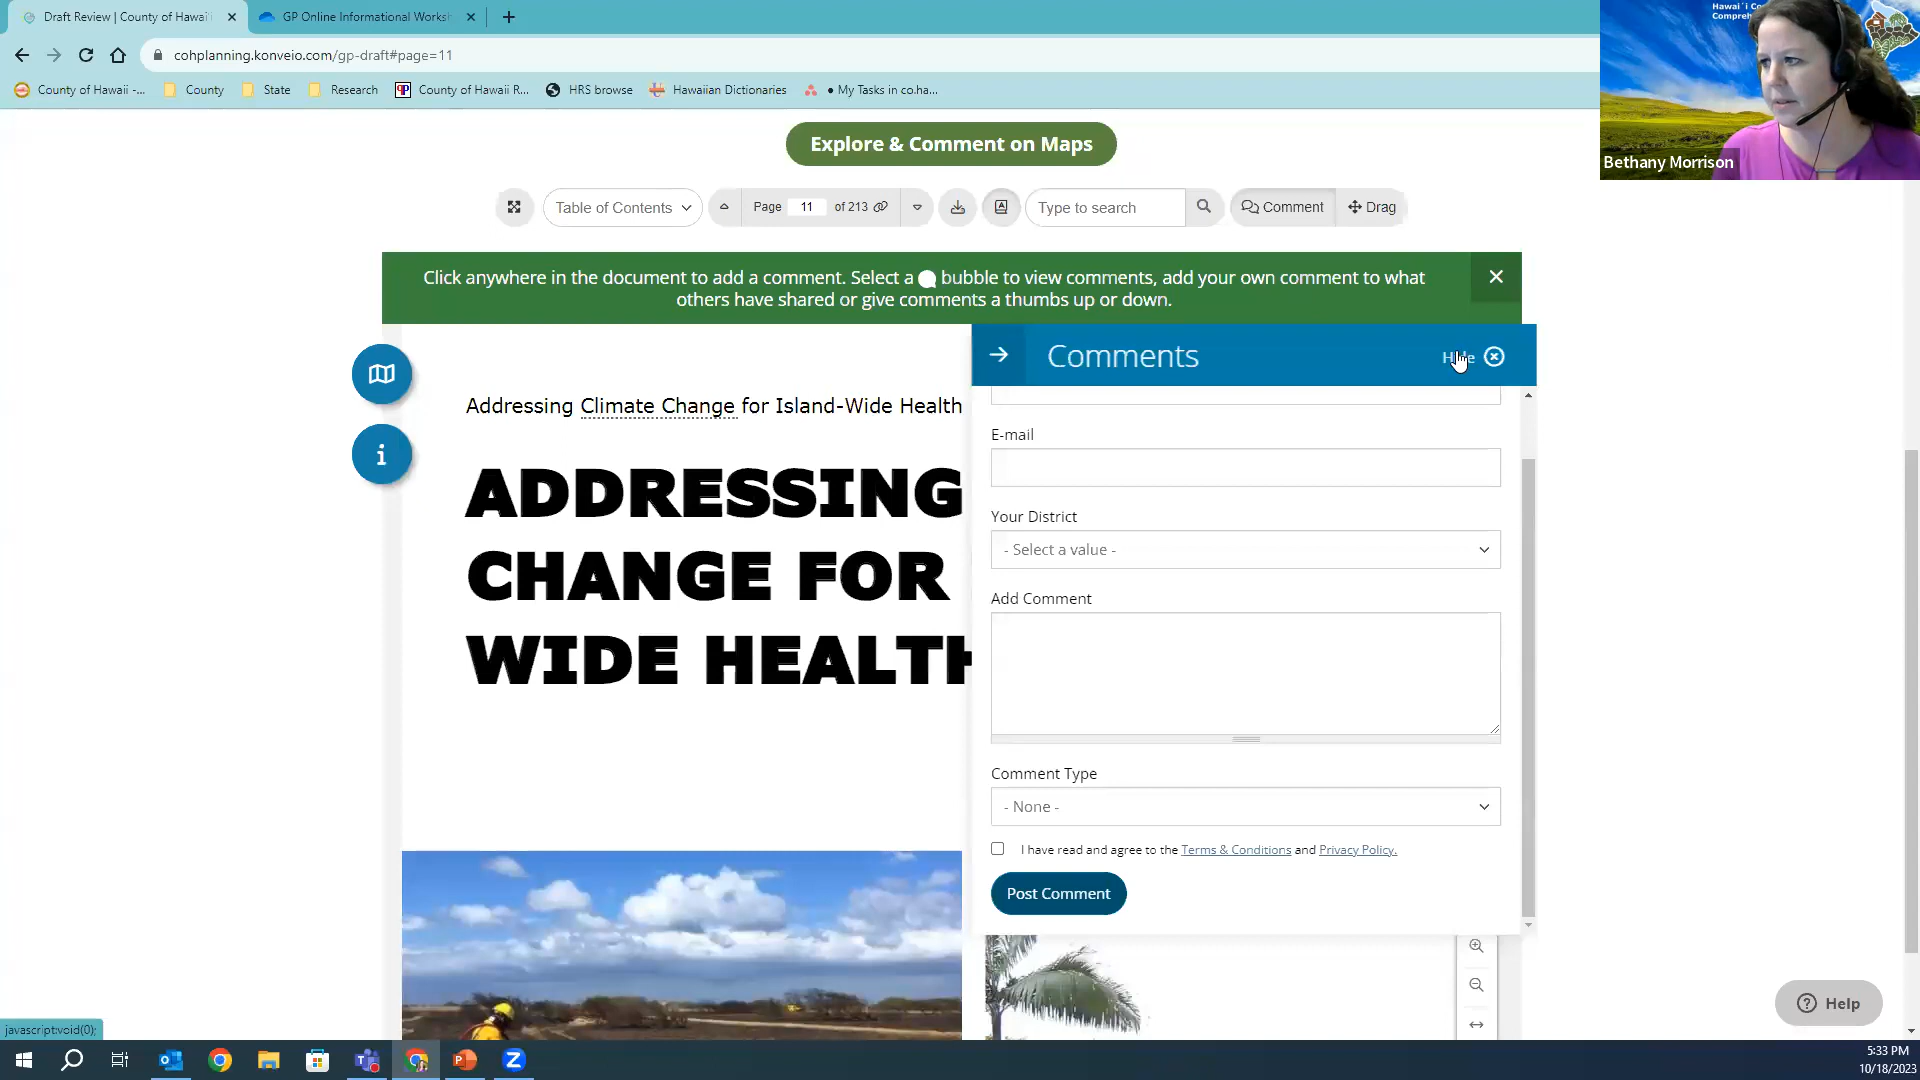 Draft Review | County of Hawai'i
GP Online Informational Worksh
cohplanning.konveio.com/gp-draft#page=11
County of Hawaii -...
County
State
Research
County of Hawaii R...
HRS browse
Hawaiian Dictionaries
● My Tasks in co.ha...
Bethany Morrison
Explore & Comment on Maps
Table of Contents
Page 11 of 213
Type to search
Comment
Drag
Click anywhere in the document to add a comment. Select a bubble to view comments, add your own comment to what
others have shared or give comments a thumbs up or down.
Comments
Addressing Climate Change for Island-Wide Health
ADDRESSING
CHANGE FOR
WIDE HEALTH
E-mail
Your District
- Select a value -
Add Comment
Comment Type
- None -
I have read and agree to the Terms & Conditions and Privacy Policy.
Post Comment
Help
javascript:void(0);
5:33 PM
10/18/2023